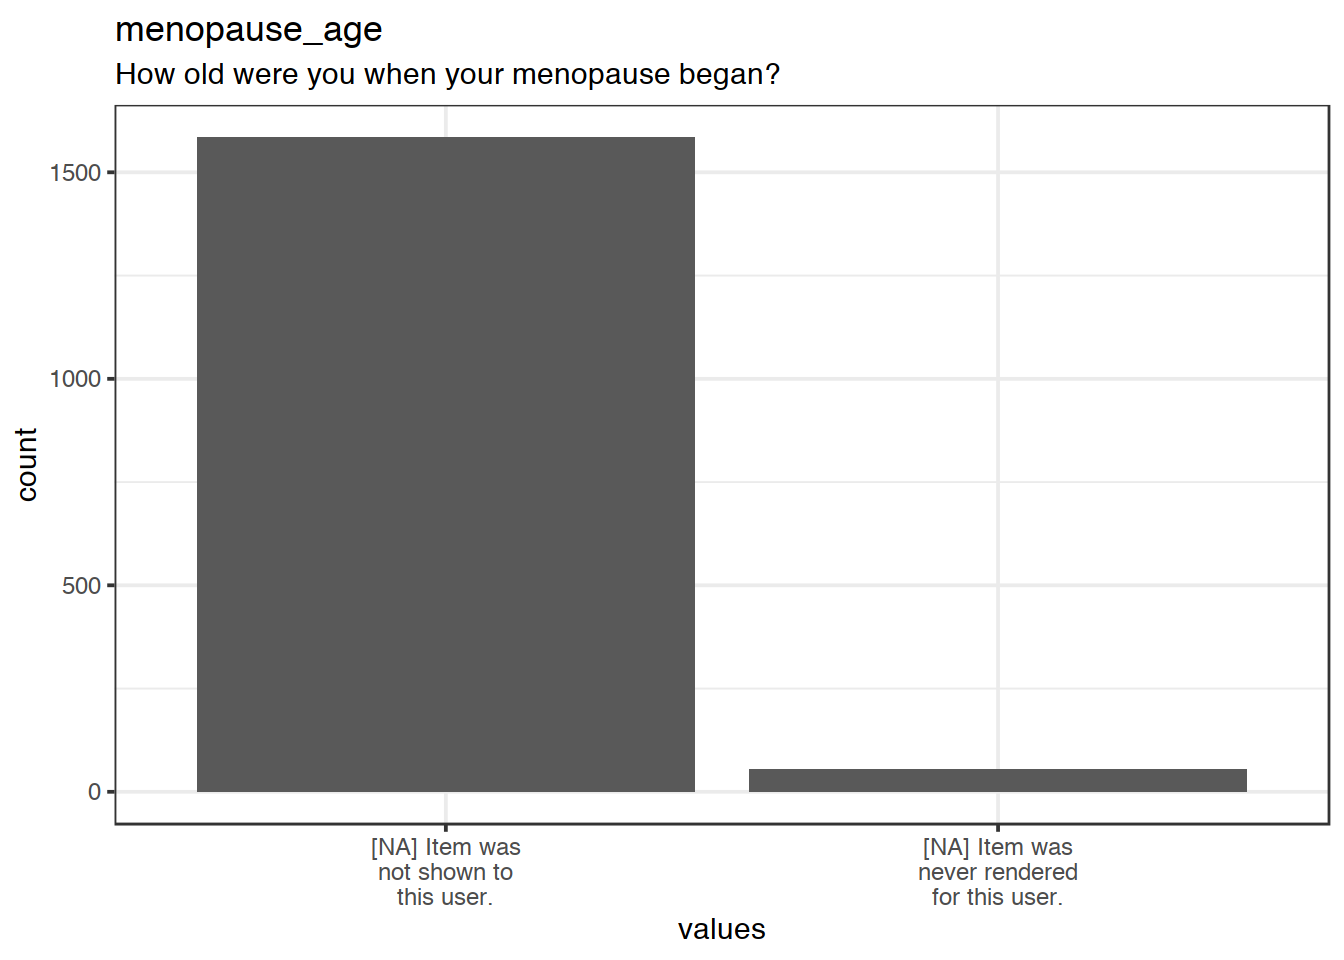 menopause_age
How old were you when your menopause began?
1500
1000
500
0
count
[NA] Item was
not shown to
this user.
[NA] Item was
never rendered
for this user.
values